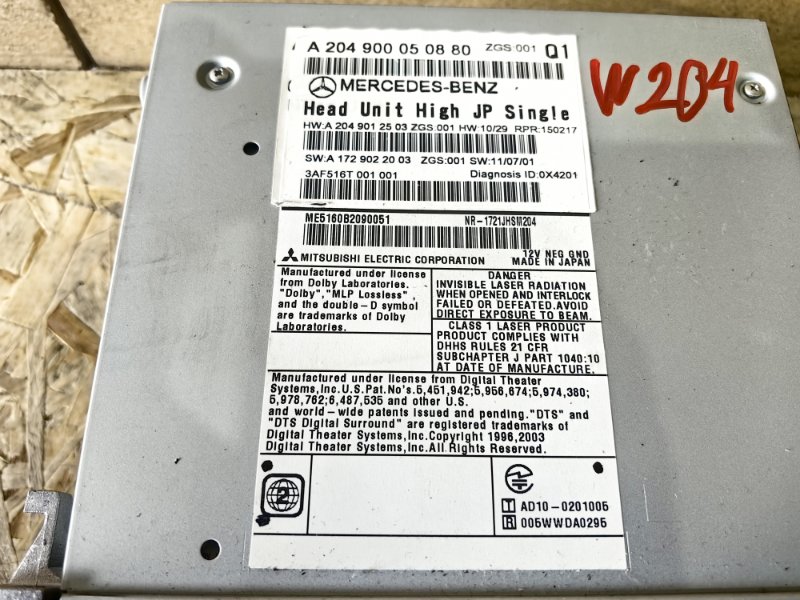 A 204 900 05 08 80 ZGS:001 Q1
MERCEDES-BENZ
Head Unit High JP Single
HW:A 204 901 25 03 ZGS:001 HW:10/29 RPR:150217
SW:A 172 902 20 03 ZGS:001 SW:11/07/01
3AF516T 001 001 Diagnosis ID:0X4201
W204
ME5160B2090051 NR-1721JHSM204
MITSUBISHI ELECTRIC CORPORATION
12V NEG GND
MADE IN JAPAN
Manufactured under license
from Dolby Laboratories.
"Dolby","MLP Lossless",
and the double-D symbol
are trademarks of Dolby
Laboratories.
DANGER
INVISIBLE LASER RADIATION
WHEN OPENED AND INTERLOCK
FAILED OR DEFEATED.AVOID
DIRECT EXPOSURE TO BEAM.
CLASS 1 LASER PRODUCT
PRODUCT COMPLIES WITH
DHHS RULES 21 CFR
SUBCHAPTER J PART 1040:10
AT DATE OF MANUFACTURE.
Manufactured under license from Digital Theater
Systems,Inc.U.S.Pat.No's.5,451,942;5,956,674;5,974,380;
5,978,762;6,487,535 and other U.S.
and world-wide patents issued and pending."DTS" and
"DTS Digital Surround" are registered trademarks of
Digital Theater Systems,Inc.Copyright 1996,2003
Digital Theater Systems,Inc.All Rights Reserved.
2
T AD10-0201005
R 005WWDA0295